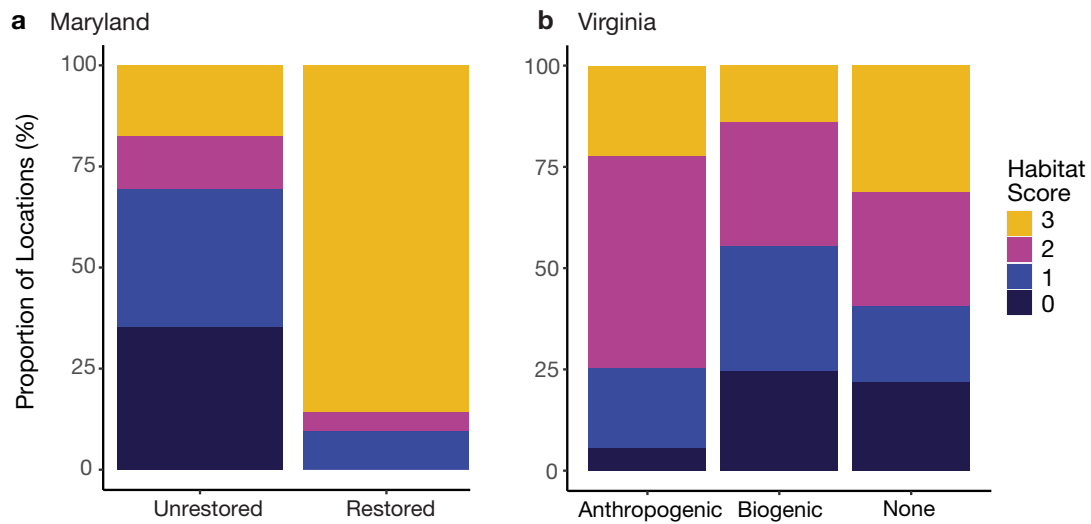 a Maryland
b Virginia
Proportion of Locations (%)
100
75
50
25
0
Unrestored
Restored
100
75
50
25
0
Anthropogenic
Biogenic
None
Habitat
Score
3
2
1
0